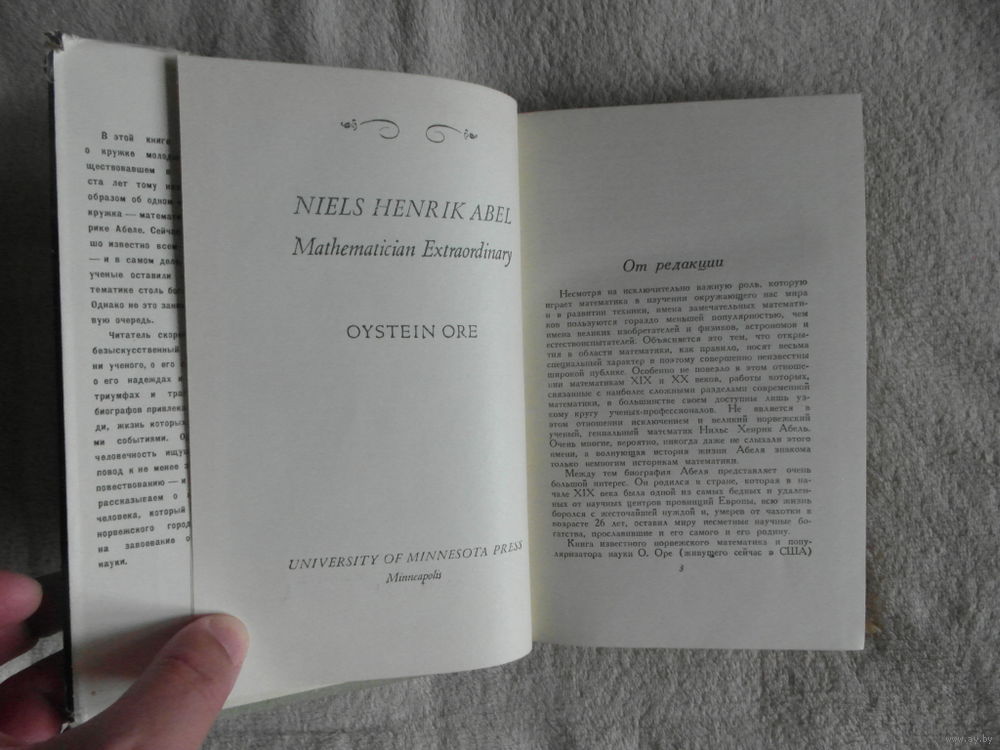 В этой книге
о кружке молоды
ществовавшем в
ста лет тому
образом об одном
кружка — математи
рике Абеле. Сейча
шо известно всем
— и в самом дел
ученые оставили
тематике столь бо
Однако не это зани
вую очередь.
Читатель скор
безыскусственный
ни ученого, о его с
о его надеждах и
триумфах и тра
биографов привлека
ди, жизнь которых
ми событиями. О
человечность ищу
повод к не менее
повествованию — и
рассказываем о
человека, который
норвежского город
на завоевание
науки.
NIELS HENRIK ABEL
Mathematician Extraordinary
OYSTEIN ORE
UNIVERSITY OF MINNESOTA PRESS
Minneapolis
От редакции
Несмотря на исключительно важную роль, которую
играет математика в изучении окружающего нас мира
и в развитии техники, имена замечательных математи-
ков пользуются гораздо меньшей популярностью, чем
имена великих изобретателей и физиков, астрономов и
естествоиспытателей. Объясняется это тем, что откры-
тия в области математики, как правило, носят весьма
специальный характер и поэтому совершенно неизвестны
широкой публике. Особенно не повезло в этом отноше-
нии математикам XIX и XX веков, работы которых,
связанные с наиболее сложными разделами современной
математики, в большинстве своем доступны лишь уз-
кому кругу ученых-профессионалов. Не является в
этом отношении исключением и великий норвежский
ученый, гениальный математик Нильс Хенрик Абель.
Очень многие, вероятно, никогда даже не слыхали этого
имени, а волнующая история жизни Абеля знакома
только немногим историкам математики.
Между тем биография Абеля представляет очень
большой интерес. Он родился в стране, которая в на-
чале XIX века была одной из самых бедных и удален-
ных от научных центров провинций Европы, всю жизнь
боролся с жесточайшей нуждой и, умерев от чахотки в
возрасте 26 лет, оставил миру несметные научные бо-
гатства, прославившие и его самого и его родину.
Книга известного норвежского математика и попу-
ляризатора науки О. Оре (живущего сейчас в США)
3
www.ay.by